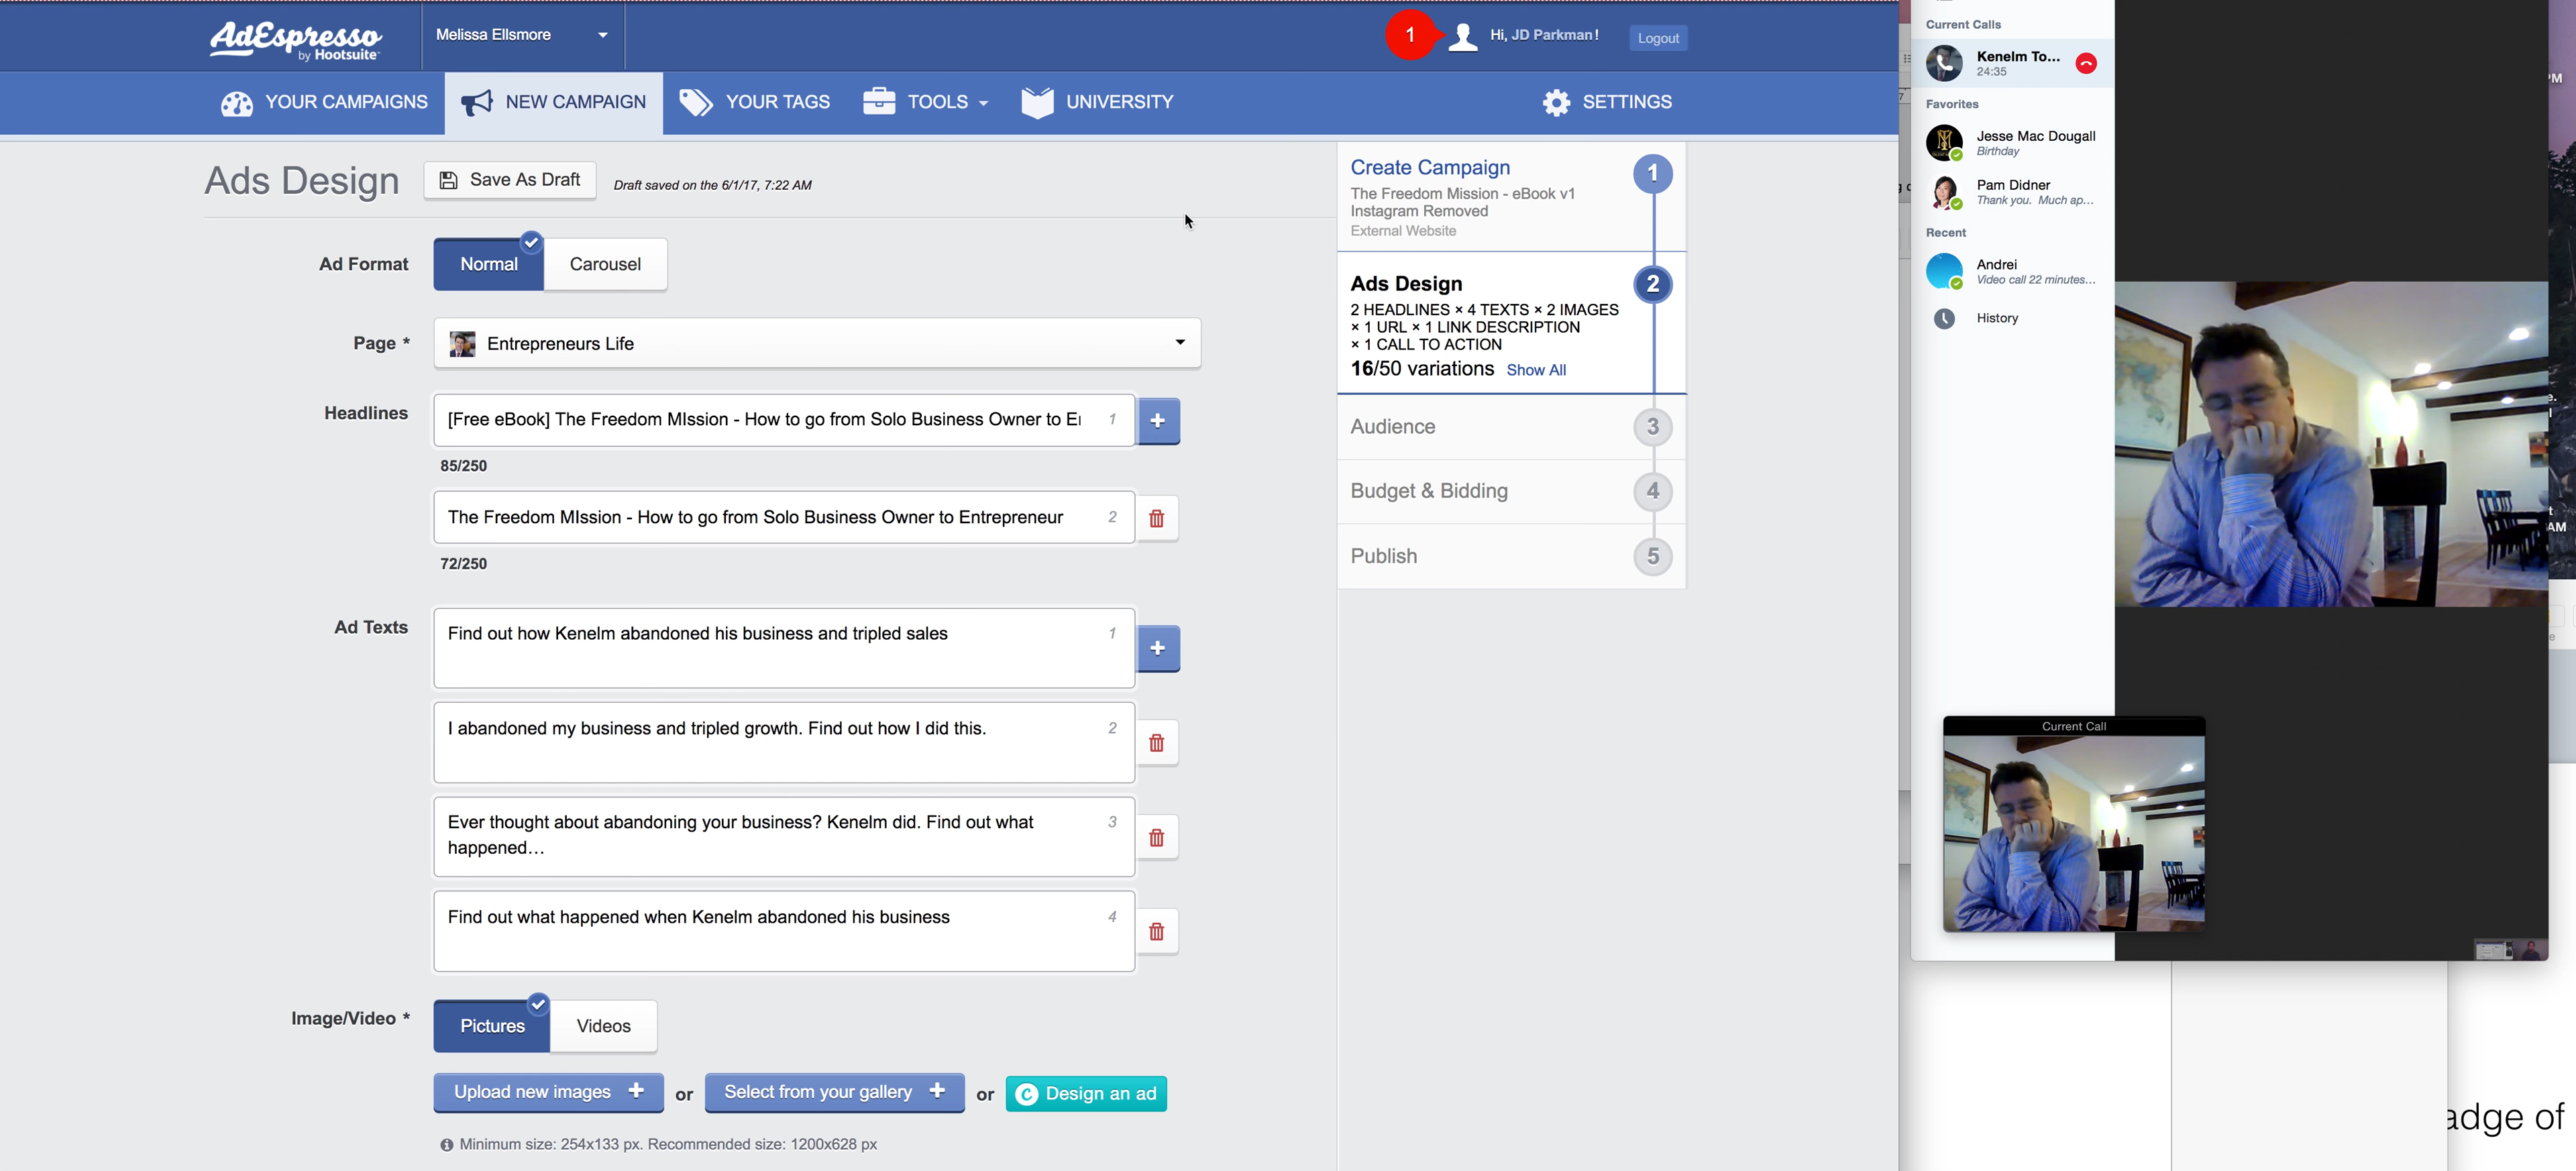 AdEspresso
by Hootsuite
Melissa Ellsmore
1
Hi, JD Parkman!
Logout
YOUR CAMPAIGNS
NEW CAMPAIGN
YOUR TAGS
TOOLS
UNIVERSITY
SETTINGS
Ads Design
Save As Draft
Draft saved on the 6/1/17, 7:22 AM
Ad Format
Normal
Carousel
Page *
Entrepreneurs Life
Headlines
[Free eBook] The Freedom MIssion - How to go from Solo Business Owner to
1
85/250
The Freedom MIssion - How to go from Solo Business Owner to Entrepreneur
2
72/250
Ad Texts
Find out how Kenelm abandoned his business and tripled sales
1
I abandoned my business and tripled growth. Find out how I did this.
2
Ever thought about abandoning your business? Kenelm did. Find out what
happened...
3
Find out what happened when Kenelm abandoned his business
4
Image/Video *
Pictures
Videos
Upload new images
or
Select from your gallery
or
Design an ad
Minimum size: 254x133 px. Recommended size: 1200x628 px
Create Campaign
1
The Freedom Mission - eBook v1
Instagram Removed
External Website
Ads Design
2
2 HEADLINES × 4 TEXTS × 2 IMAGES
× 1 URL × 1 LINK DESCRIPTION
× 1 CALL TO ACTION
16/50 variations Show All
Audience
3
Budget & Bidding
4
Publish
5
Current Calls
Kenelm To...
24:35
Favorites
Jesse Mac Dougall
Birthday
Pam Didner
Thank you. Much ap...
Recent
Andrei
Video call 22 minutes...
History
Current Call
PM
AM
adge of